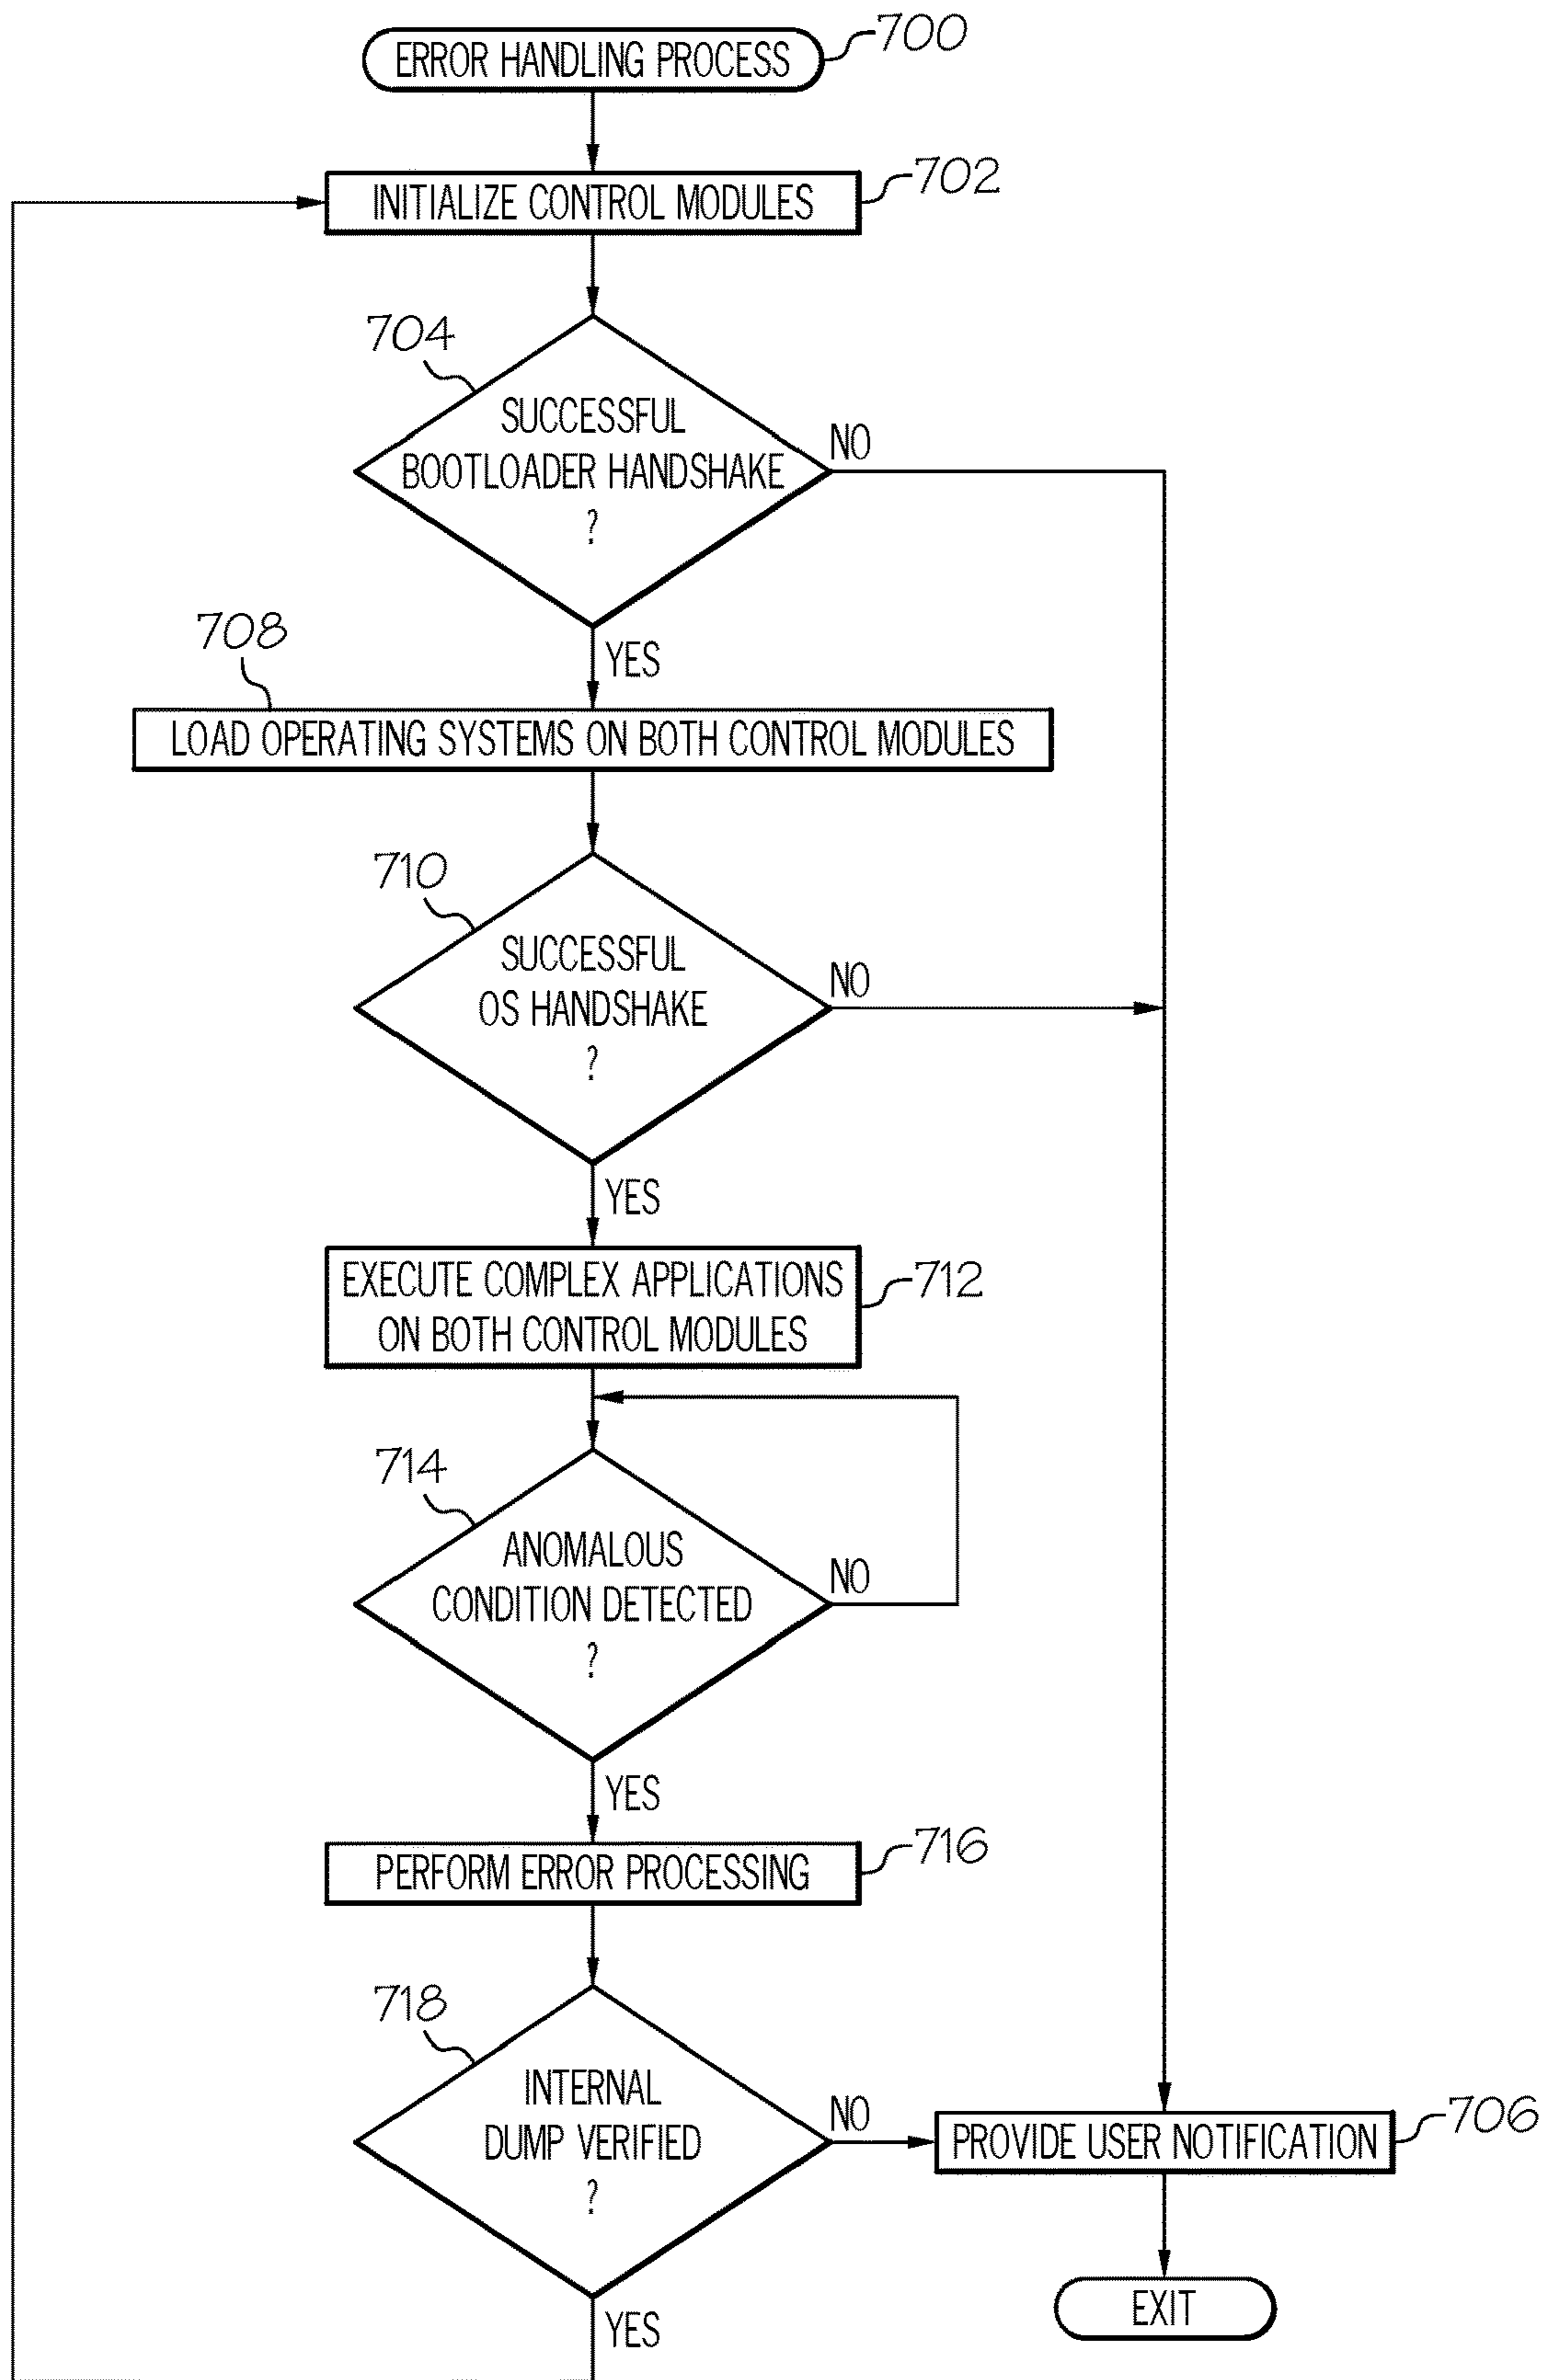 ERROR HANDLING PROCESS
700
INITIALIZE CONTROL MODULES
702
704
SUCCESSFUL
BOOTLOADER HANDSHAKE
?
NO
YES
708
LOAD OPERATING SYSTEMS ON BOTH CONTROL MODULES
710
SUCCESSFUL
OS HANDSHAKE
?
NO
YES
EXECUTE COMPLEX APPLICATIONS
ON BOTH CONTROL MODULES
712
714
ANOMALOUS
CONDITION DETECTED
?
NO
YES
PERFORM ERROR PROCESSING
716
718
INTERNAL
DUMP VERIFIED
?
NO
YES
PROVIDE USER NOTIFICATION
706
EXIT